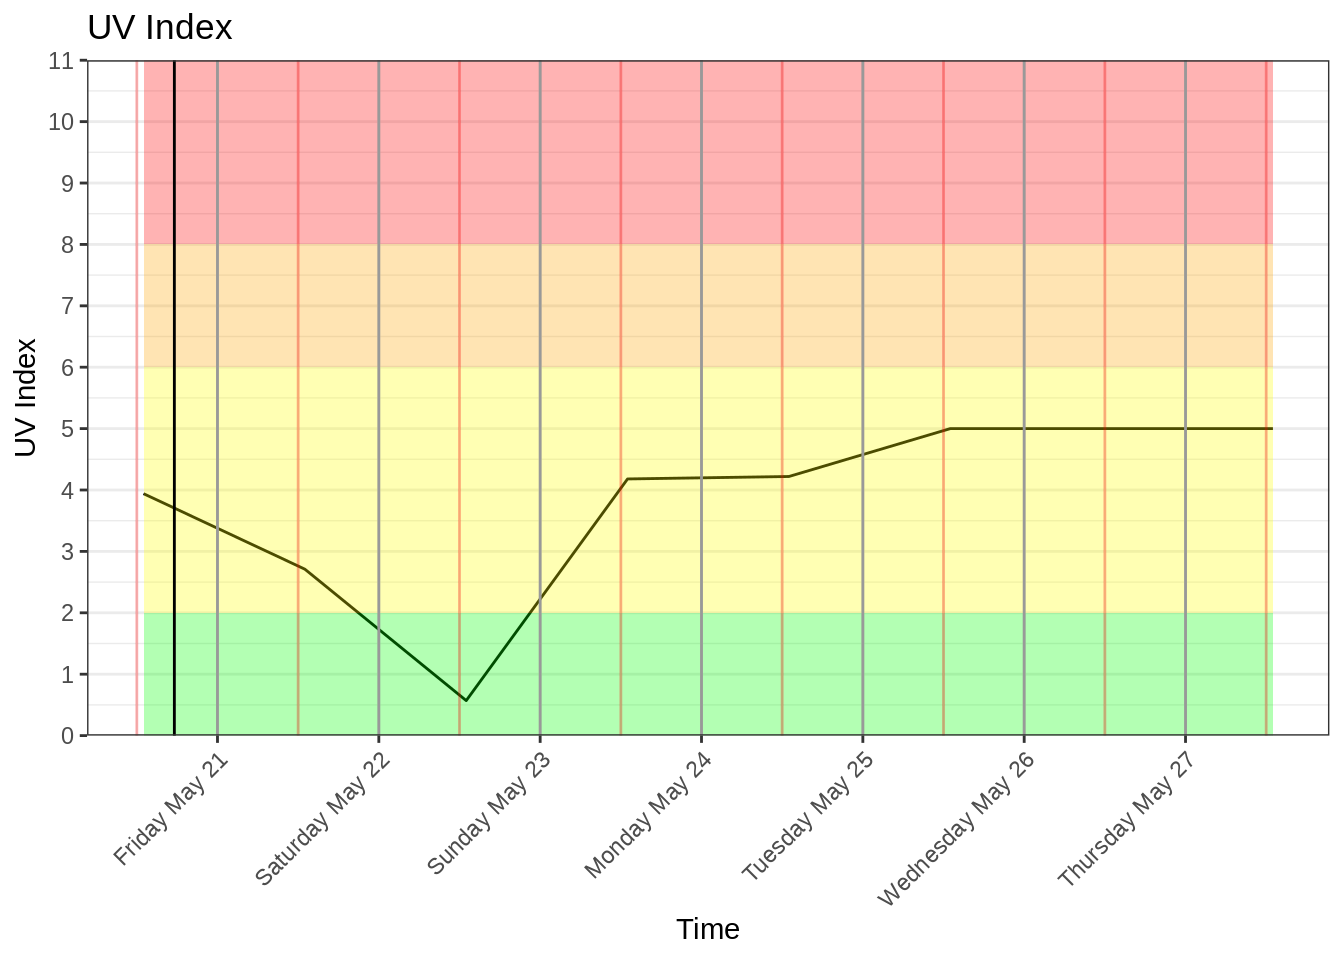 UV Index
11
10
9
8
7
6
5
4
3
2
1
0
UV Index
Friday May 21
Saturday May 22
Sunday May 23
Monday May 24
Tuesday May 25
Wednesday May 26
Thursday May 27
Time